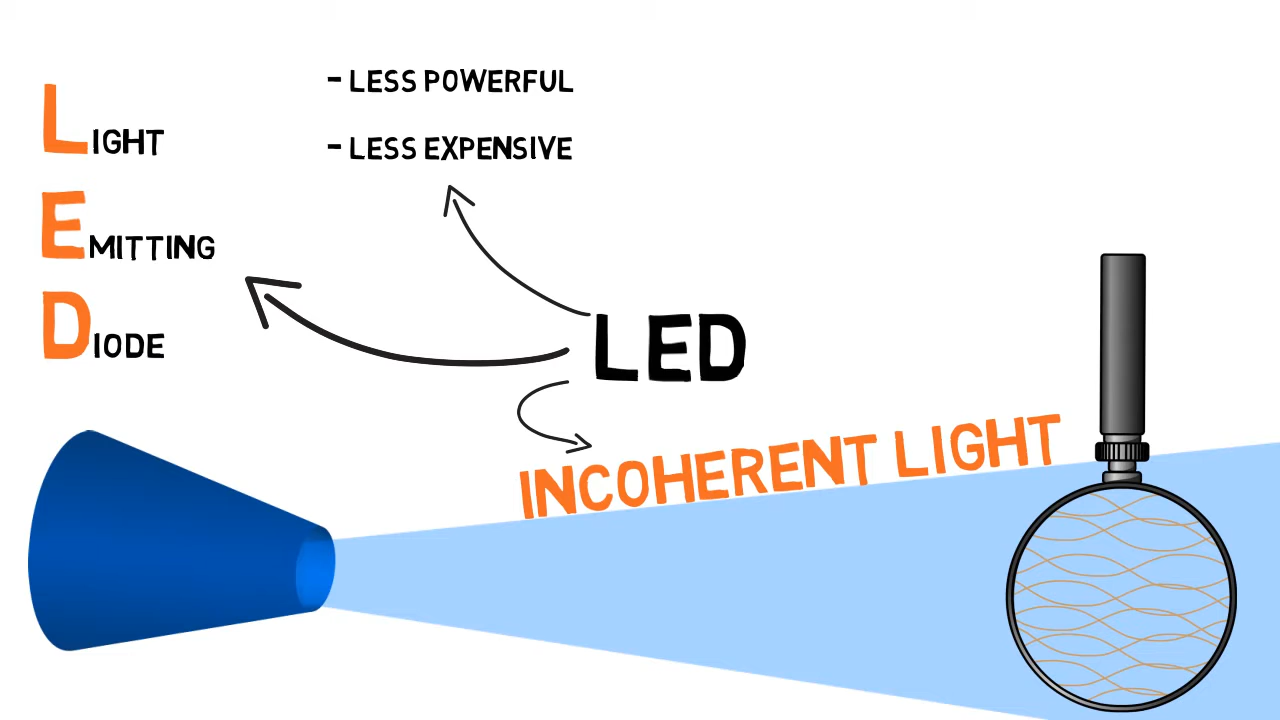 LIGHT
EMITTING
DIODE
- LESS POWERFUL
- LESS EXPENSIVE
LED
INCOHERENT LIGHT